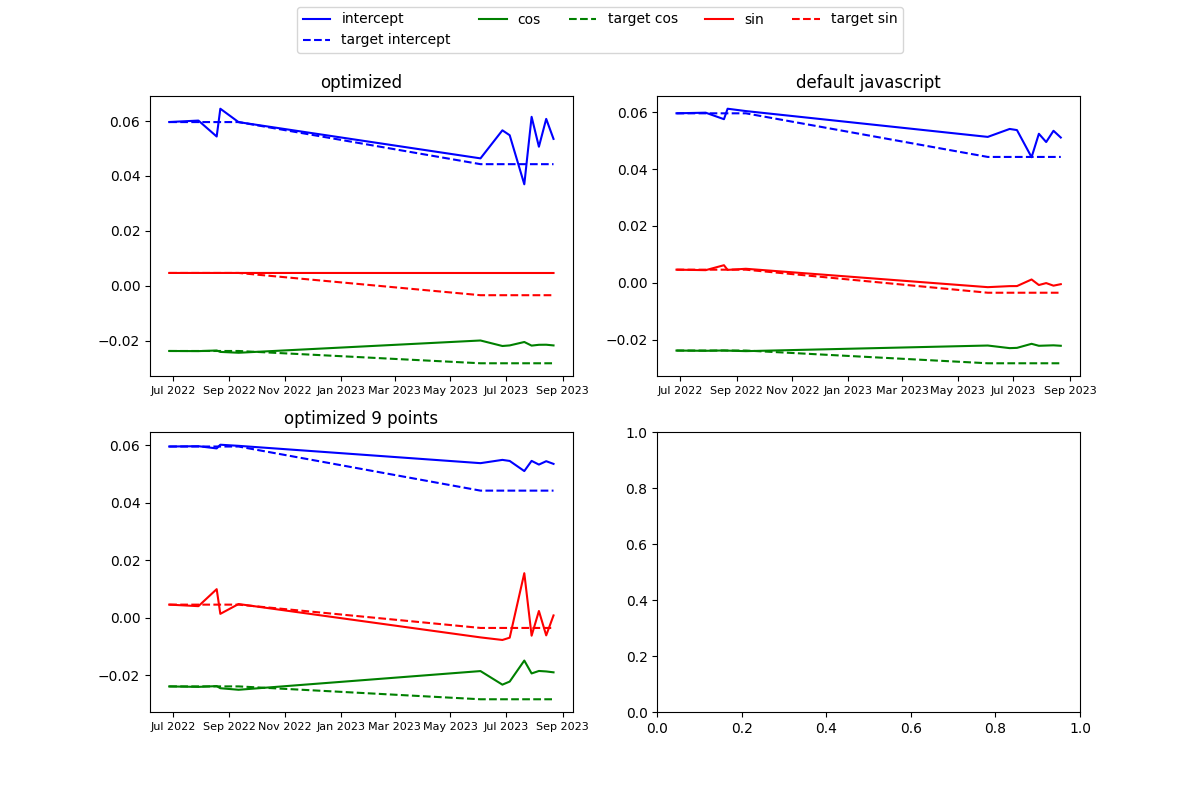 intercept cos target cos sin target sin
target intercept
optimized
0.06
0.04
0.02
0.00
−0.02
Jul 2022 Sep 2022 Nov 2022 Jan 2023 Mar 2023 May 2023 Jul 2023 Sep 2023
default javascript
0.06
0.04
0.02
0.00
−0.02
Jul 2022 Sep 2022 Nov 2022 Jan 2023 Mar 2023 May 2023 Jul 2023 Sep 2023
optimized 9 points
0.06
0.04
0.02
0.00
−0.02
Jul 2022 Sep 2022 Nov 2022 Jan 2023 Mar 2023 May 2023 Jul 2023 Sep 2023
1.0
0.8
0.6
0.4
0.2
0.0
0.0 0.2 0.4 0.6 0.8 1.0